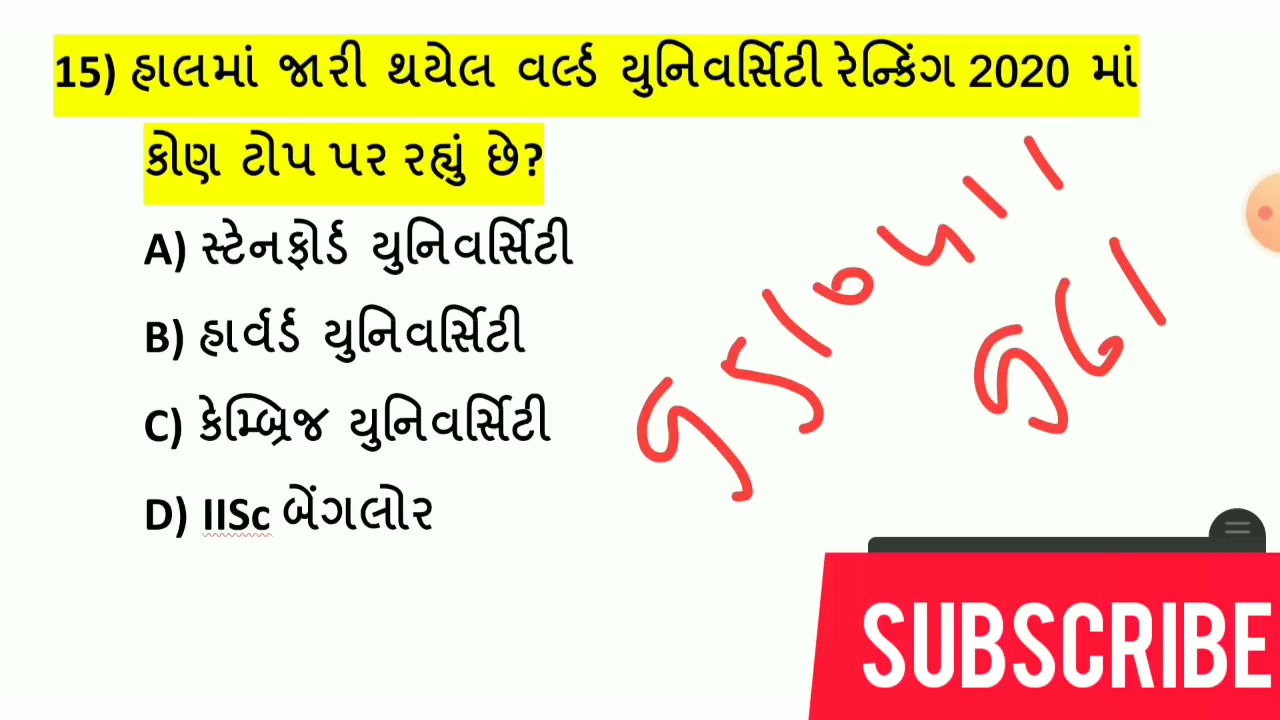 15) હાલમાં જારી થયેલ વર્લ્ડ યુનિવર્સિટી રેન્કિંગ 2020 માં
કોણ ટોપ પર રહ્યું છે?
A) સ્ટેનફોર્ડ યુનિવર્સિટી
B) હાર્વર્ડ યુનિવર્સિટી
C) કેમ્બ્રિજ યુનિવર્સિટી
D) IISc બેંગલોર
SUBSCRIBE